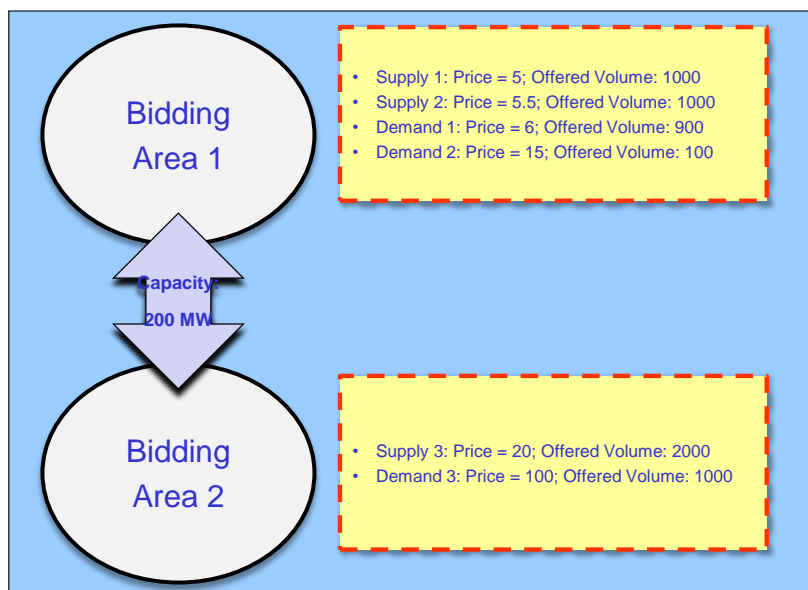 Bidding
Area 1
• Supply 1: Price = 5; Offered Volume: 1000
• Supply 2: Price = 5.5; Offered Volume: 1000
• Demand 1: Price = 6; Offered Volume: 900
• Demand 2: Price = 15; Offered Volume: 100
Capacity:
200 MW
Bidding
Area 2
• Supply 3: Price = 20; Offered Volume: 2000
• Demand 3: Price = 100; Offered Volume: 1000